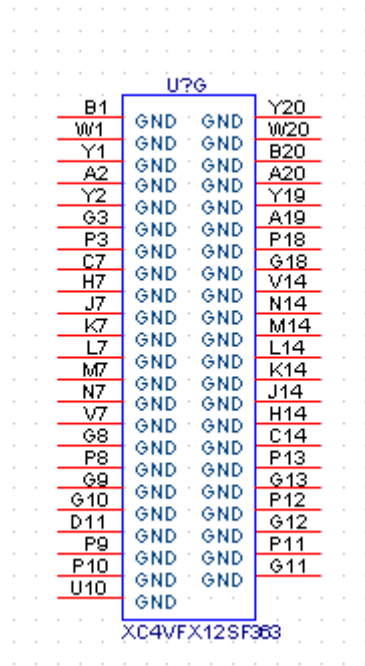 U?G
B1 GND GND Y20
W1 GND GND W20
Y1 GND GND B20
A2 GND GND A20
Y2 GND GND Y19
G3 GND GND A19
P3 GND GND P18
C7 GND GND G18
H7 GND GND V14
J7 GND GND N14
K7 GND GND M14
L7 GND GND L14
M7 GND GND K14
N7 GND GND J14
V7 GND GND H14
G8 GND GND C14
P8 GND GND P13
G9 GND GND G13
G10 GND GND P12
D11 GND GND G12
P9 GND GND P11
P10 GND GND G11
U10 GND
XC4VFX12SF363